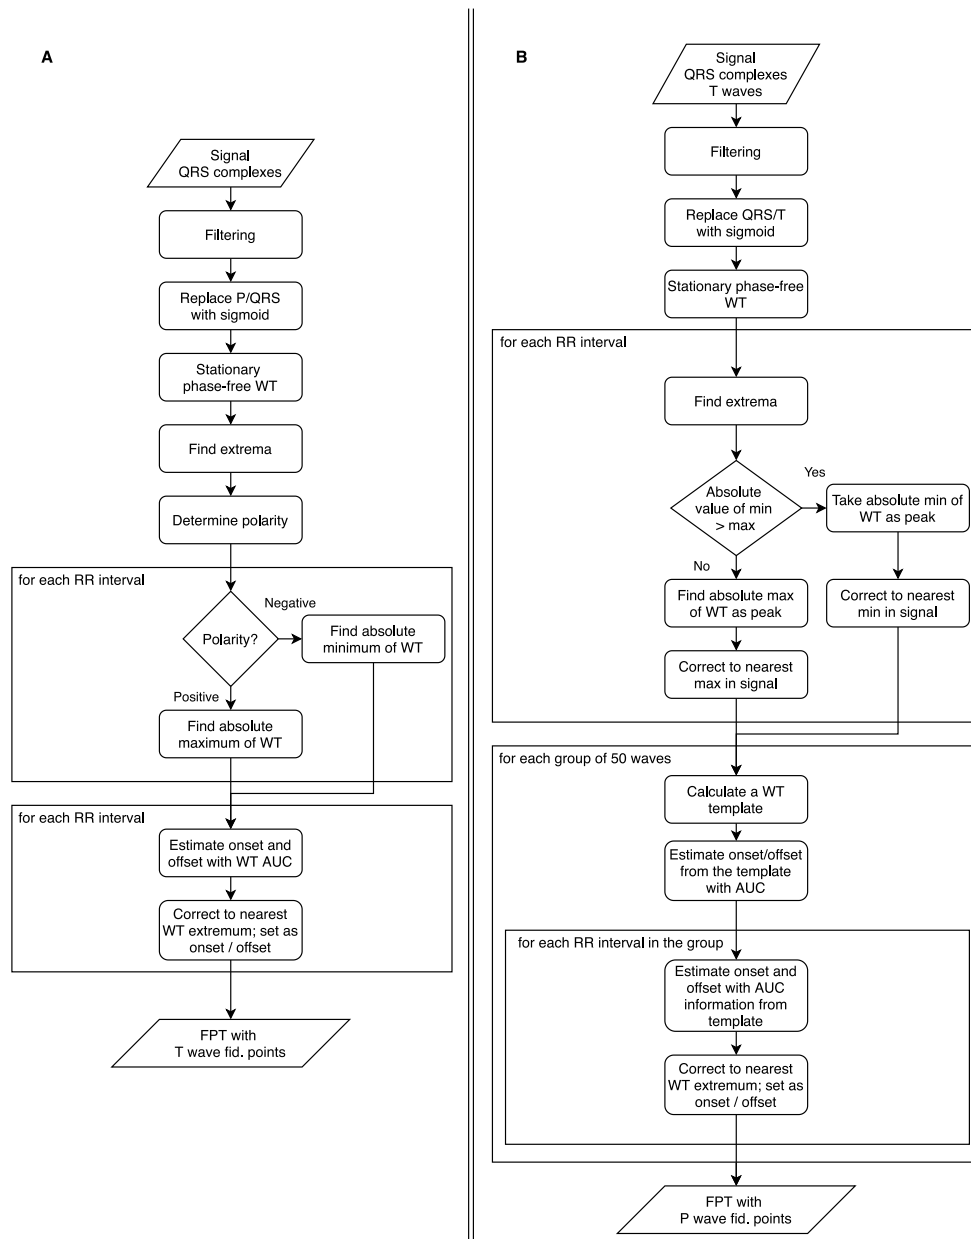 A
Signal
QRS complexes
Filtering
Replace P/QRS
with sigmoid
Stationary
phase-free WT
Find extrema
Determine polarity
for each RR interval
Polarity?
Negative
Find absolute
minimum of WT
Positive
Find absolute
maximum of WT
for each RR interval
Estimate onset and
offset with WT AUC
Correct to nearest
WT extremum; set as
onset / offset
FPT with
T wave fid. points
B
Signal
QRS complexes
T waves
Filtering
Replace QRS/T
with sigmoid
Stationary phase-free
WT
for each RR interval
Find extrema
Absolute
value of min
> max
Yes
Take absolute min of
WT as peak
Correct to nearest
min in signal
No
Find absolute max
of WT as peak
Correct to nearest
max in signal
for each group of 50 waves
Calculate a WT
template
Estimate onset/offset
from the template
with AUC
for each RR interval in the group
Estimate onset and
offset with AUC
information from
template
Correct to nearest
WT extremum; set as
onset / offset
FPT with
P wave fid. points